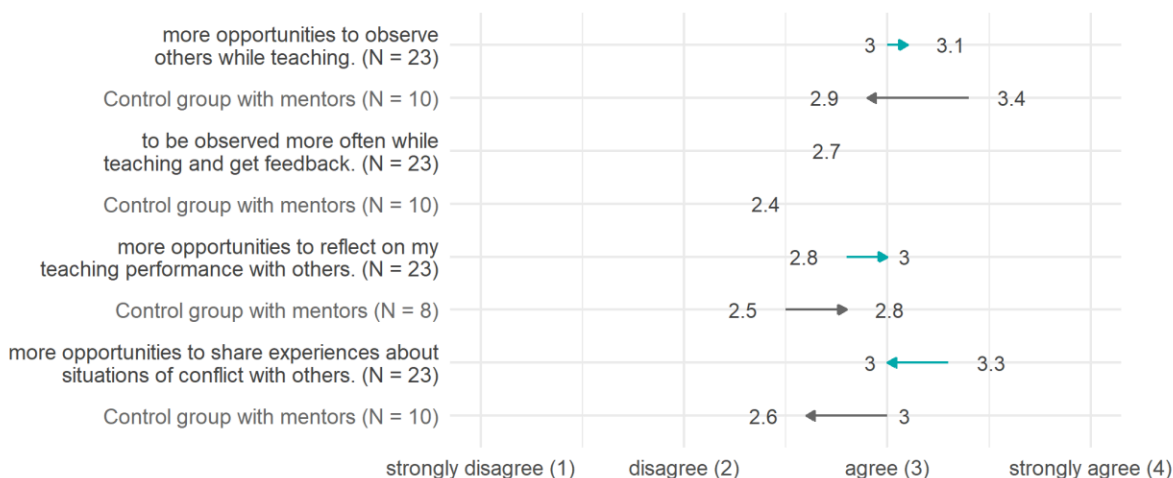 more opportunities to observe
others while teaching. (N = 23)
3 3.1
Control group with mentors (N = 10)
2.9 3.4
to be observed more often while
teaching and get feedback. (N = 23)
2.7
Control group with mentors (N = 10)
2.4
more opportunities to reflect on my
teaching performance with others. (N = 23)
2.8 3
Control group with mentors (N = 8)
2.5 2.8
more opportunities to share experiences about
situations of conflict with others. (N = 23)
3 3.3
Control group with mentors (N = 10)
2.6 3
strongly disagree (1) disagree (2) agree (3) strongly agree (4)